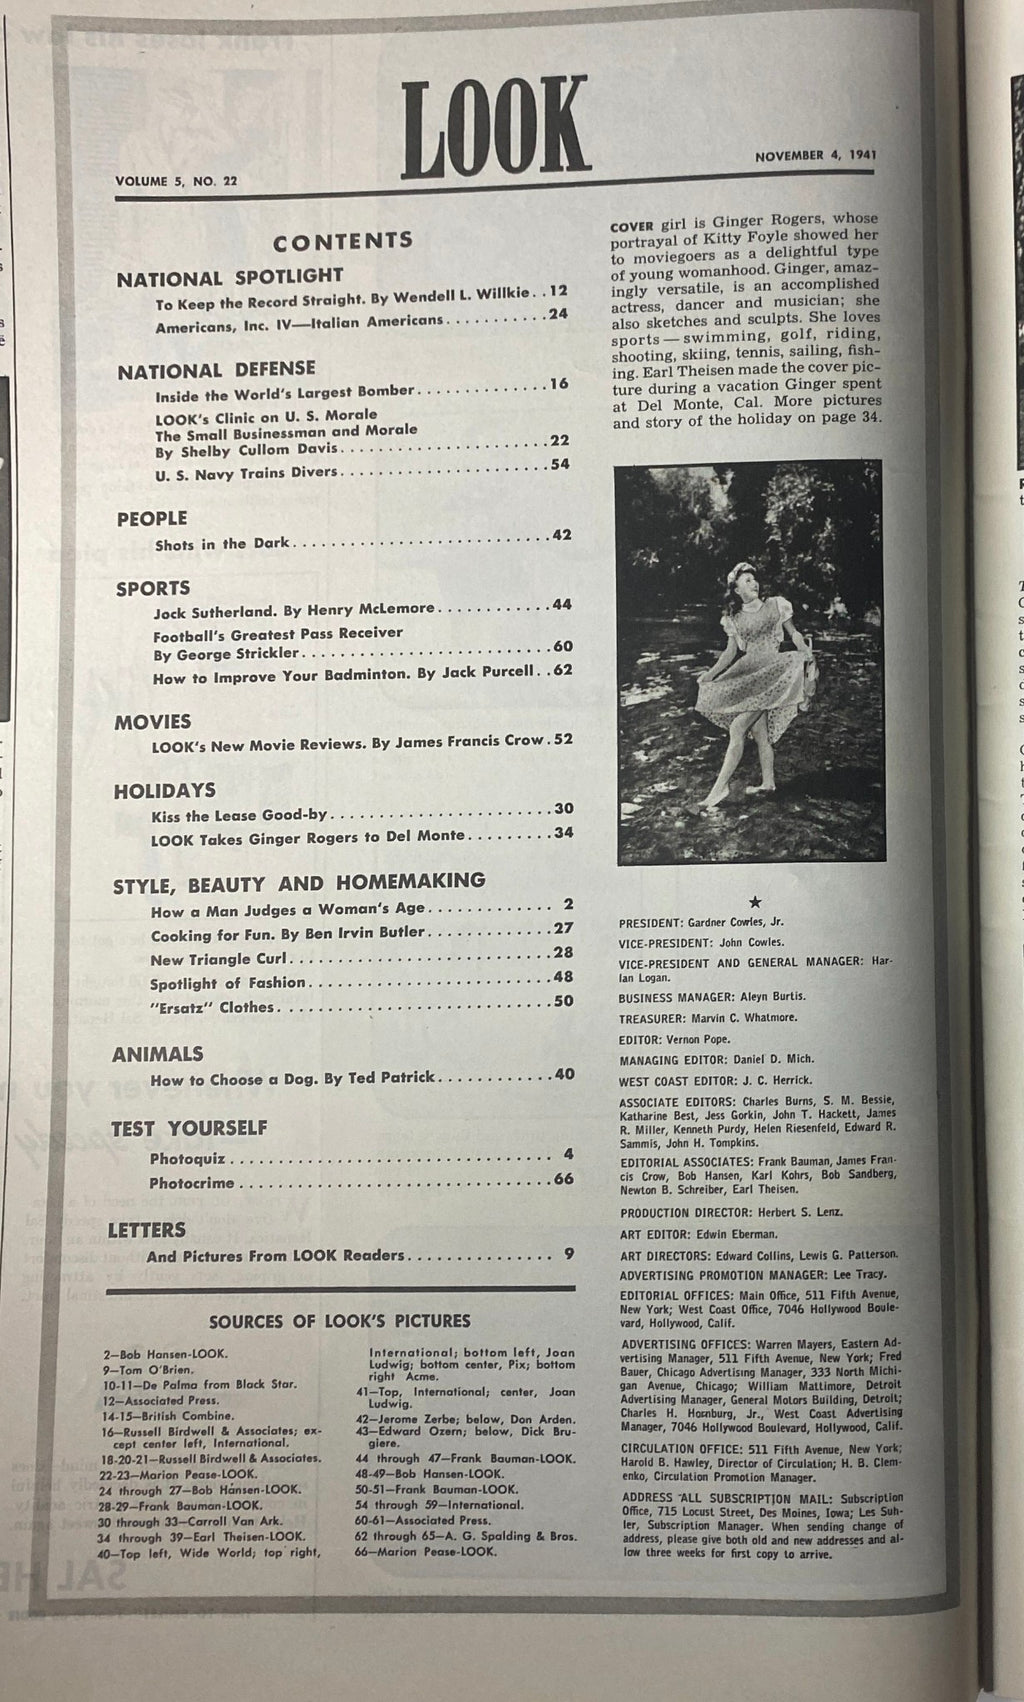 LOOK
VOLUME 5, NO. 22
NOVEMBER 4, 1941
CONTENTS
NATIONAL SPOTLIGHT
To Keep the Record Straight. By Wendell L. Willkie. . 12
Americans, Inc. IV—Italian Americans . . . . . . . . . . . 24
NATIONAL DEFENSE
Inside the World's Largest Bomber . . . . . . . . . . . . . . 16
LOOK's Clinic on U. S. Morale
The Small Businessman and Morale
By Shelby Cullom Davis. . . . . . . . . . . . . . . . . . . . . . 22
U. S. Navy Trains Divers. . . . . . . . . . . . . . . . . . . . . . 54
PEOPLE
Shots in the Dark. . . . . . . . . . . . . . . . . . . . . . . . . . . 42
SPORTS
Jock Sutherland. By Henry McLemore. . . . . . . . . . . . 44
Football's Greatest Pass Receiver
By George Strickler. . . . . . . . . . . . . . . . . . . . . . . . . . 60
How to Improve Your Badminton. By Jack Purcell. . 62
MOVIES
LOOK's New Movie Reviews. By James Francis Crow . 52
HOLIDAYS
Kiss the Lease Good-by . . . . . . . . . . . . . . . . . . . . . . . 30
LOOK Takes Ginger Rogers to Del Monte. . . . . . . . . 34
STYLE, BEAUTY AND HOMEMAKING
How a Man Judges a Woman's Age. . . . . . . . . . . . . 2
Cooking for Fun. By Ben Irvin Butler. . . . . . . . . . . . . 27
New Triangle Curl. . . . . . . . . . . . . . . . . . . . . . . . . . . 28
Spotlight of Fashion. . . . . . . . . . . . . . . . . . . . . . . . . 48
"Ersatz" Clothes. . . . . . . . . . . . . . . . . . . . . . . . . . . . 50
ANIMALS
How to Choose a Dog. By Ted Patrick. . . . . . . . . . . . 40
TEST YOURSELF
Photoquiz . . . . . . . . . . . . . . . . . . . . . . . . . . . . . . . . 4
Photocrime . . . . . . . . . . . . . . . . . . . . . . . . . . . . . . . 66
LETTERS
And Pictures From LOOK Readers. . . . . . . . . . . . . . . 9
SOURCES OF LOOK'S PICTURES
2—Bob Hansen-LOOK.
9—Tom O'Brien.
10-11—De Palma from Black Star.
12—Associated Press.
14-15—British Combine.
16—Russell Birdwell & Associates; ex-
cept center left, International.
18-20-21—Russell Birdwell & Associates.
22-23—Marion Pease-LOOK.
24 through 27—Bob Hansen-LOOK.
28-29—Frank Bauman-LOOK.
30 through 33—Carroll Van Ark.
34 through 39—Earl Theisen-LOOK.
40—Top left, Wide World; top right,
International; bottom left, Joan
Ludwig; bottom center, Pix; bottom
right Acme.
41—Top, International; center, Joan
Ludwig.
42—Jerome Zerbe; below, Don Arden.
43—Edward Ozern; below, Dick Bru-
giere.
44 through 47—Frank Bauman-LOOK.
48-49—Bob Hansen-LOOK.
50-51—Frank Bauman-LOOK.
54 through 59—International.
60-61—Associated Press.
62 through 65—A. G. Spalding & Bros.
66—Marion Pease-LOOK.
COVER girl is Ginger Rogers, whose
portrayal of Kitty Foyle showed her
to moviegoers as a delightful type
of young womanhood. Ginger, amaz-
ingly versatile, is an accomplished
actress, dancer and musician; she
also sketches and sculpts. She loves
sports — swimming, golf, riding,
shooting, skiing, tennis, sailing, fish-
ing. Earl Theisen made the cover pic-
ture during a vacation Ginger spent
at Del Monte, Cal. More pictures
and story of the holiday on page 34.
PRESIDENT: Gardner Cowles, Jr.
VICE-PRESIDENT: John Cowles.
VICE-PRESIDENT AND GENERAL MANAGER: Har-
lan Logan.
BUSINESS MANAGER: Aleyn Burtis.
TREASURER: Marvin C. Whatmore.
EDITOR: Vernon Pope.
MANAGING EDITOR: Daniel D. Mich.
WEST COAST EDITOR: J. C. Herrick.
ASSOCIATE EDITORS: Charles Burns, S. M. Bessie,
Katharine Best, Jess Gorkin, John T. Hackett, James
R. Miller, Kenneth Purdy, Helen Riesenfeld, Edward R.
Sammis, John H. Tompkins.
EDITORIAL ASSOCIATES: Frank Bauman, James Fran-
cis Crow, Bob Hansen, Karl Kohrs, Bob Sandberg,
Newton B. Schreiber, Earl Theisen.
PRODUCTION DIRECTOR: Herbert S. Lenz.
ART EDITOR: Edwin Eberman.
ART DIRECTORS: Edward Collins, Lewis G. Patterson.
ADVERTISING PROMOTION MANAGER: Lee Tracy.
EDITORIAL OFFICES: Main Office, 511 Fifth Avenue,
New York; West Coast Office, 7046 Hollywood Boule-
vard, Hollywood, Calif.
ADVERTISING OFFICES: Warren Mayers, Eastern Ad-
vertising Manager, 511 Fifth Avenue, New York; Fred
Bauer, Chicago Advertising Manager, 333 North Michi-
gan Avenue, Chicago; William Mattimore, Detroit
Advertising Manager, General Motors Building, Detroit;
Charles H. Hornburg, Jr., West Coast Advertising
Manager, 7046 Hollywood Boulevard, Hollywood, Calif.
CIRCULATION OFFICE: 511 Fifth Avenue, New York;
Harold B. Hawley, Director of Circulation; H. B. Clem-
enko, Circulation Promotion Manager.
ADDRESS ALL SUBSCRIPTION MAIL: Subscription
Office, 715 Locust Street, Des Moines, Iowa; Les Suh-
ler, Subscription Manager. When sending change of
address, please give both old and new addresses and al-
low three weeks for first copy to arrive.